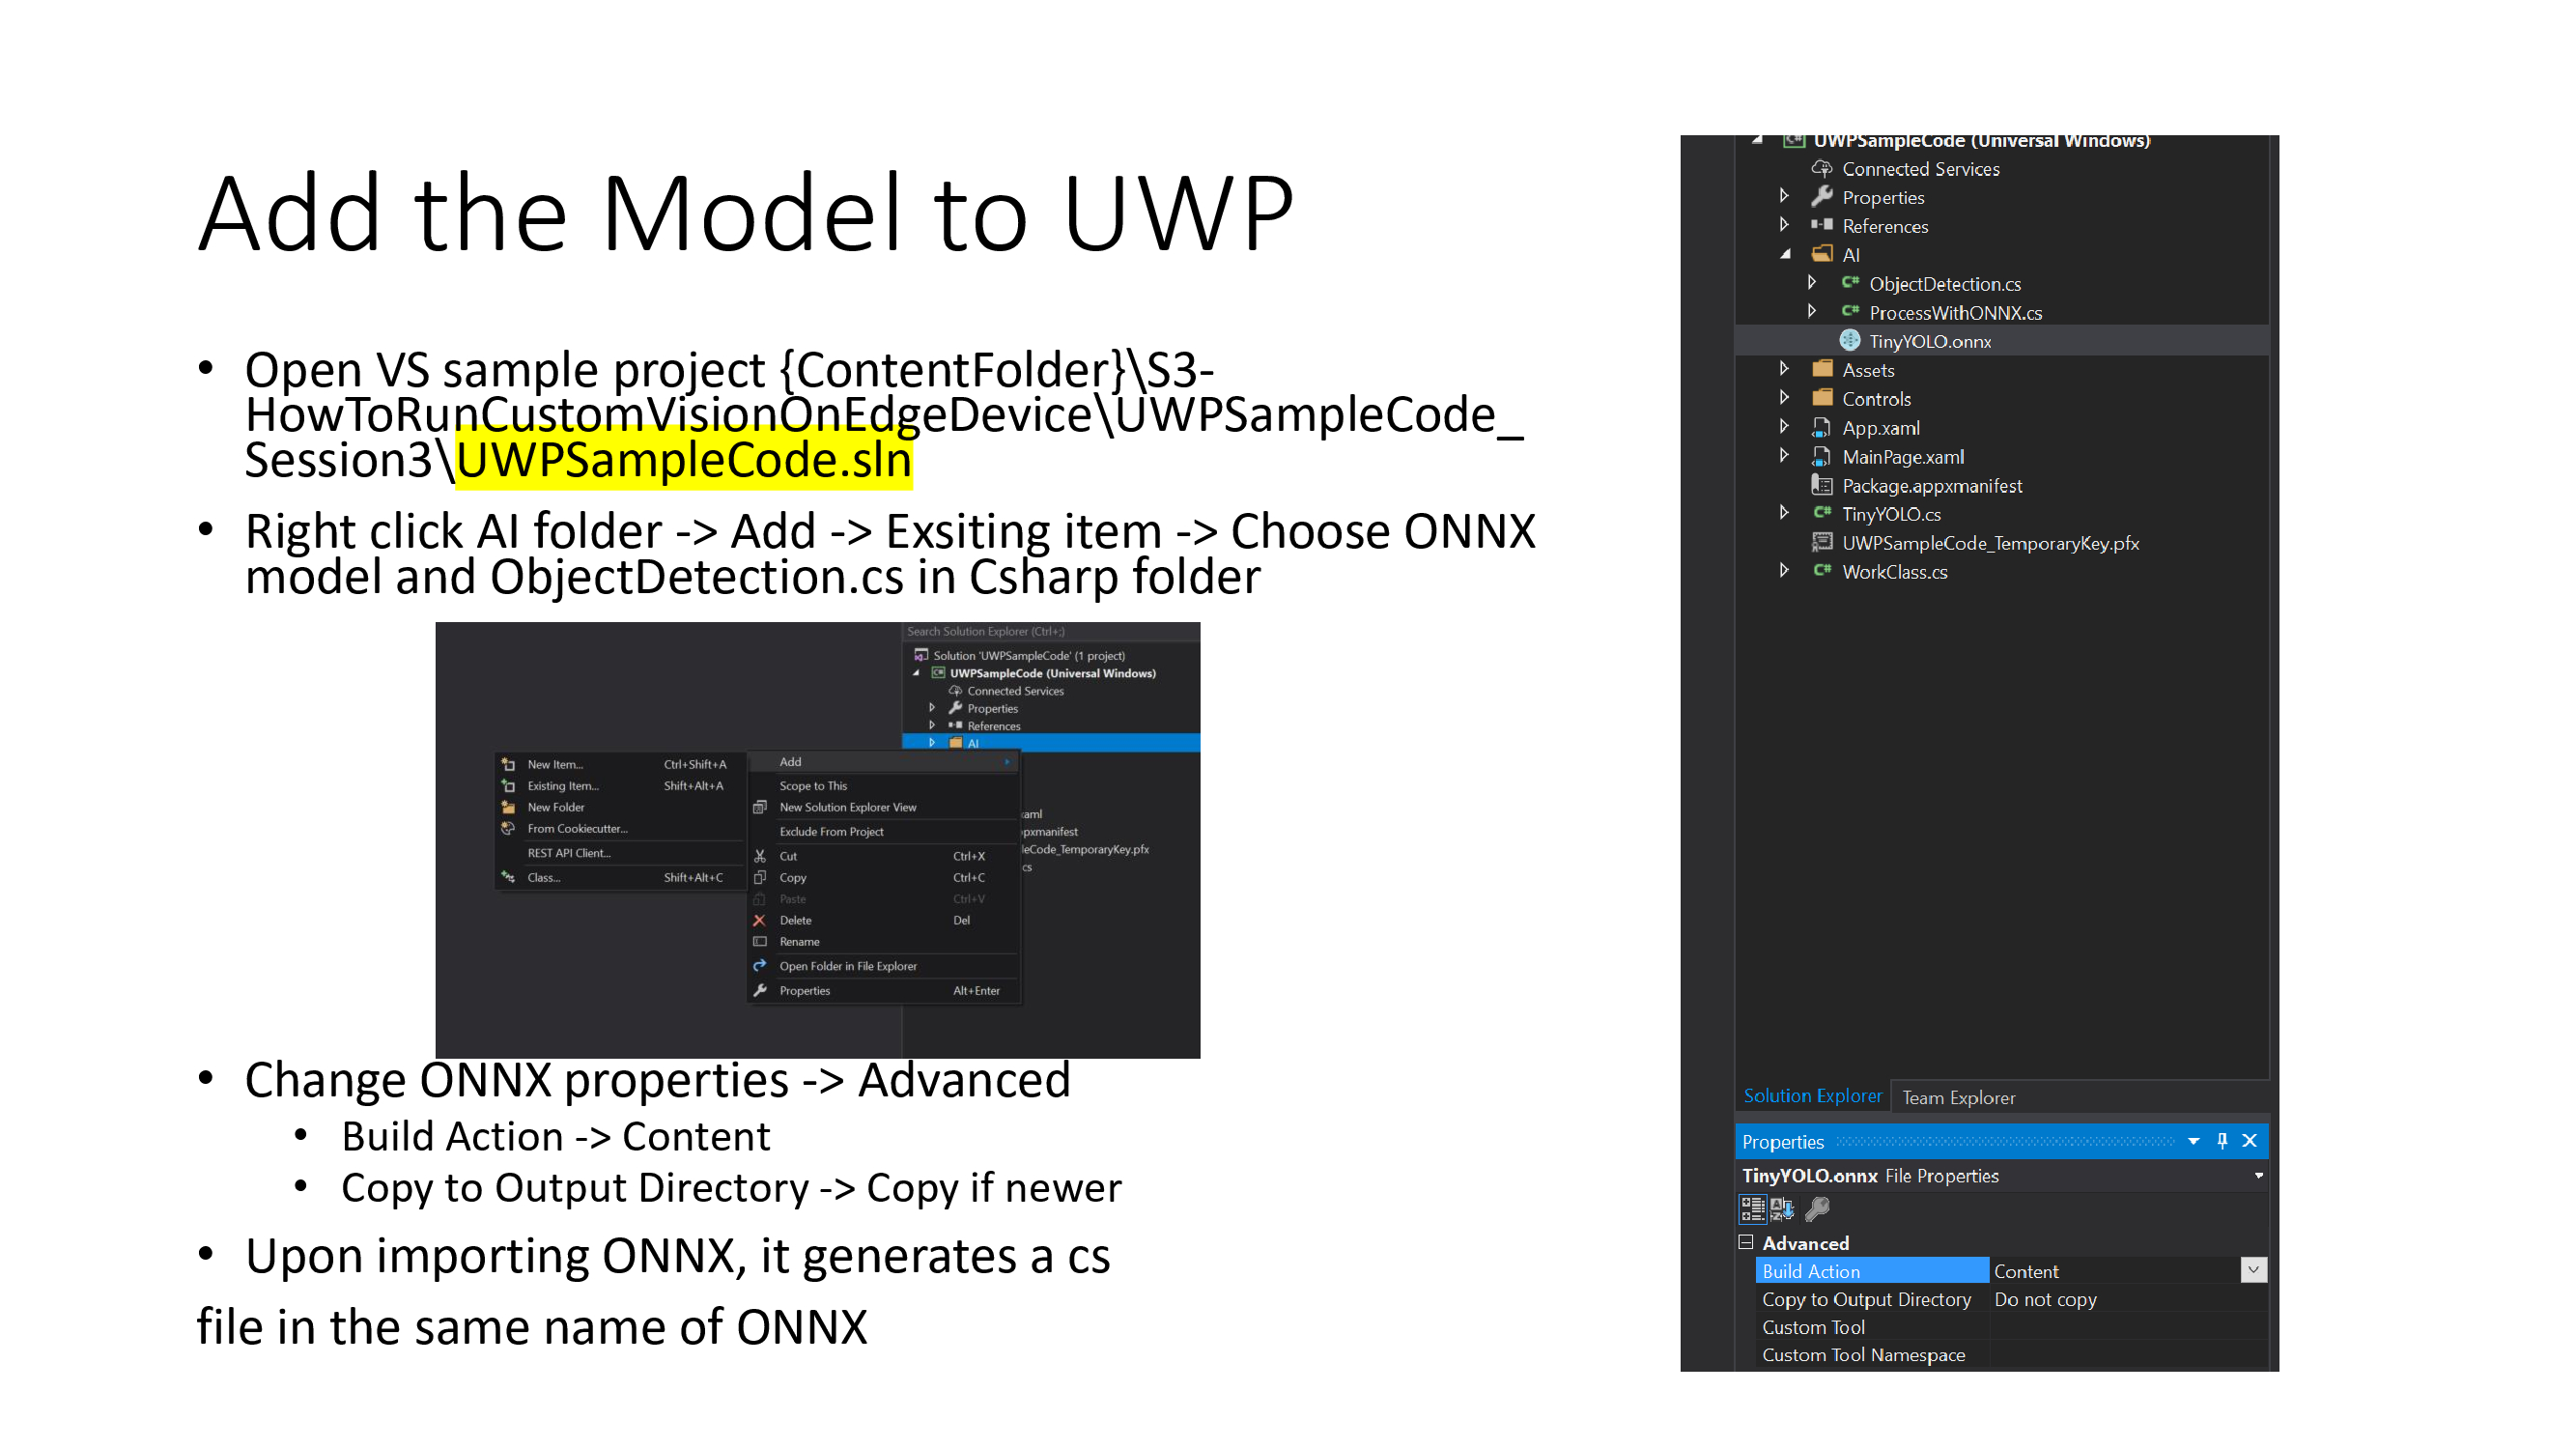 Add the Model to UWP
• Open VS sample project {ContentFolder}\S3-
HowToRunCustomVisionOnEdgeDevice\UWPSampleCode_
Session3\UWPSampleCode.sln
• Right click AI folder -> Add -> Exsiting item -> Choose ONNX
model and ObjectDetection.cs in Csharp folder
Search Solution Explorer (Ctrl+;)
Solution 'UWPSampleCode' (1 project)
UWPSampleCode (Universal Windows)
Connected Services
Properties
References
AI
xaml
ppxmanifest
leCode_TemporaryKey.pfx
cs
Add
Scope to This
New Solution Explorer View
Exclude From Project
Cut Ctrl+X
Copy Ctrl+C
Paste Ctrl+V
Delete Del
Rename
Open Folder in File Explorer
Properties Alt+Enter
New Item... Ctrl+Shift+A
Existing Item... Shift+Alt+A
New Folder
From Cookiecutter...
REST API Client...
Class... Shift+Alt+C
• Change ONNX properties -> Advanced
• Build Action -> Content
• Copy to Output Directory -> Copy if newer
• Upon importing ONNX, it generates a cs
file in the same name of ONNX
UWPSampleCode (Universal Windows)
Connected Services
Properties
References
AI
C# ObjectDetection.cs
C# ProcessWithONNX.cs
TinyYOLO.onnx
Assets
Controls
App.xaml
MainPage.xaml
Package.appxmanifest
C# TinyYOLO.cs
UWPSampleCode_TemporaryKey.pfx
C# WorkClass.cs
Solution Explorer Team Explorer
Properties
TinyYOLO.onnx File Properties
Advanced
Build Action Content
Copy to Output Directory Do not copy
Custom Tool
Custom Tool Namespace